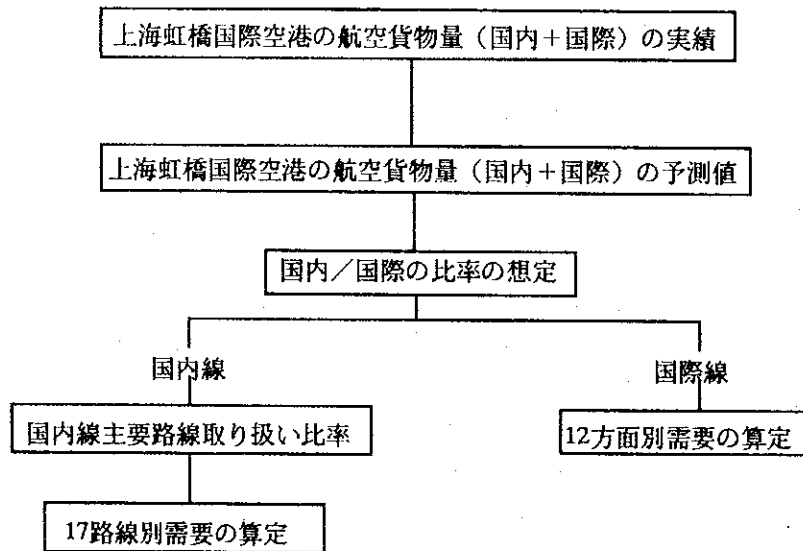 上海虹橋国際空港の航空貨物量(国内+国際)の実績
上海虹橋国際空港の航空貨物量(国内+国際)の予測値
国内/国際の比率の想定
国内線
国際線
国内線主要路線取り扱い比率
12方面別需要の算定
17路線別需要の算定